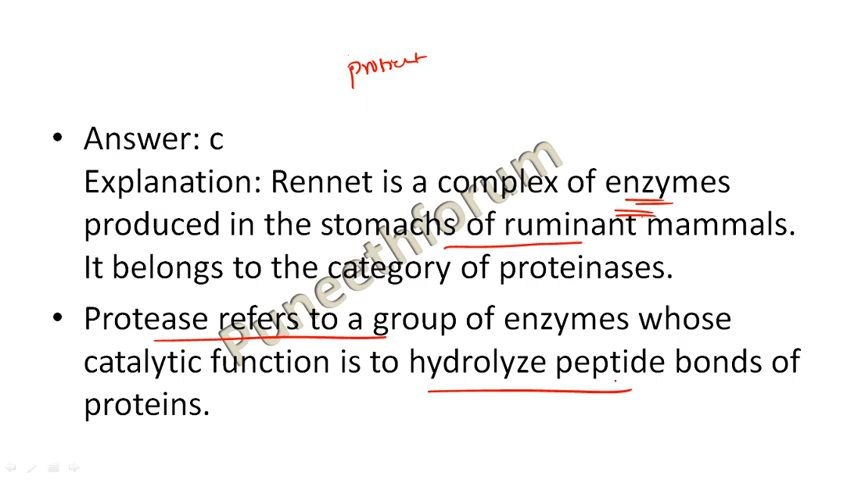 • Answer: c
Explanation: Rennet is a complex of enzymes
produced in the stomachs of ruminant mammals.
It belongs to the category of proteinases.
• Protease refers to a group of enzymes whose
catalytic function is to hydrolyze peptide bonds of
proteins.
Puneethforum